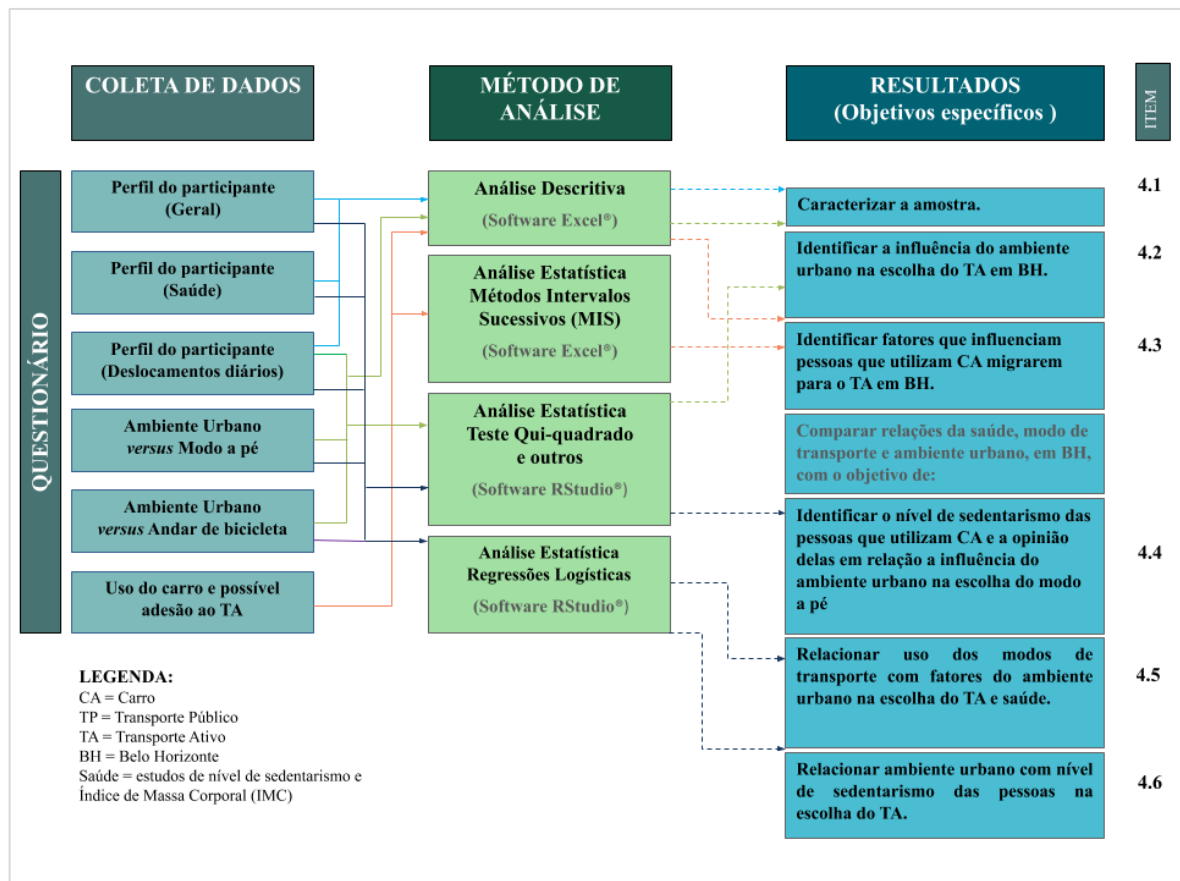 COLETA DE DADOS
MÉTODO DE
ANÁLISE
RESULTADOS
(Objetivos específicos )
ITEM
QUESTIONÁRIO
Perfil do participante
(Geral)
Perfil do participante
(Saúde)
Perfil do participante
(Deslocamentos diários)
Ambiente Urbano
versus Modo a pé
Ambiente Urbano
versus Andar de bicicleta
Uso do carro e possível
adesão ao TA
Análise Descritiva
(Software Excel®)
Análise Estatística
Métodos Intervalos
Sucessivos (MIS)
(Software Excel®)
Análise Estatística
Teste Qui-quadrado
e outros
(Software RStudio®)
Análise Estatística
Regressões Logísticas
(Software RStudio®)
Caracterizar a amostra.
4.1
Identificar a influência do ambiente
urbano na escolha do TA em BH.
4.2
Identificar fatores que influenciam
pessoas que utilizam CA migrarem
para o TA em BH.
4.3
Comparar relações da saúde, modo de
transporte e ambiente urbano, em BH,
com o objetivo de:
Identificar o nível de sedentarismo das
pessoas que utilizam CA e a opinião
delas em relação a influência do
ambiente urbano na escolha do modo
a pé
4.4
Relacionar uso dos modos de
transporte com fatores do ambiente
urbano na escolha do TA e saúde.
4.5
Relacionar ambiente urbano com nível
de sedentarismo das pessoas na
escolha do TA.
4.6
LEGENDA:
CA = Carro
TP = Transporte Público
TA = Transporte Ativo
BH = Belo Horizonte
Saúde = estudos de nível de sedentarismo e
Índice de Massa Corporal (IMC)